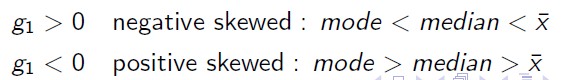 g₁ > 0 negative skewed : mode < median < x̄
g₁ < 0 positive skewed : mode > median > x̄